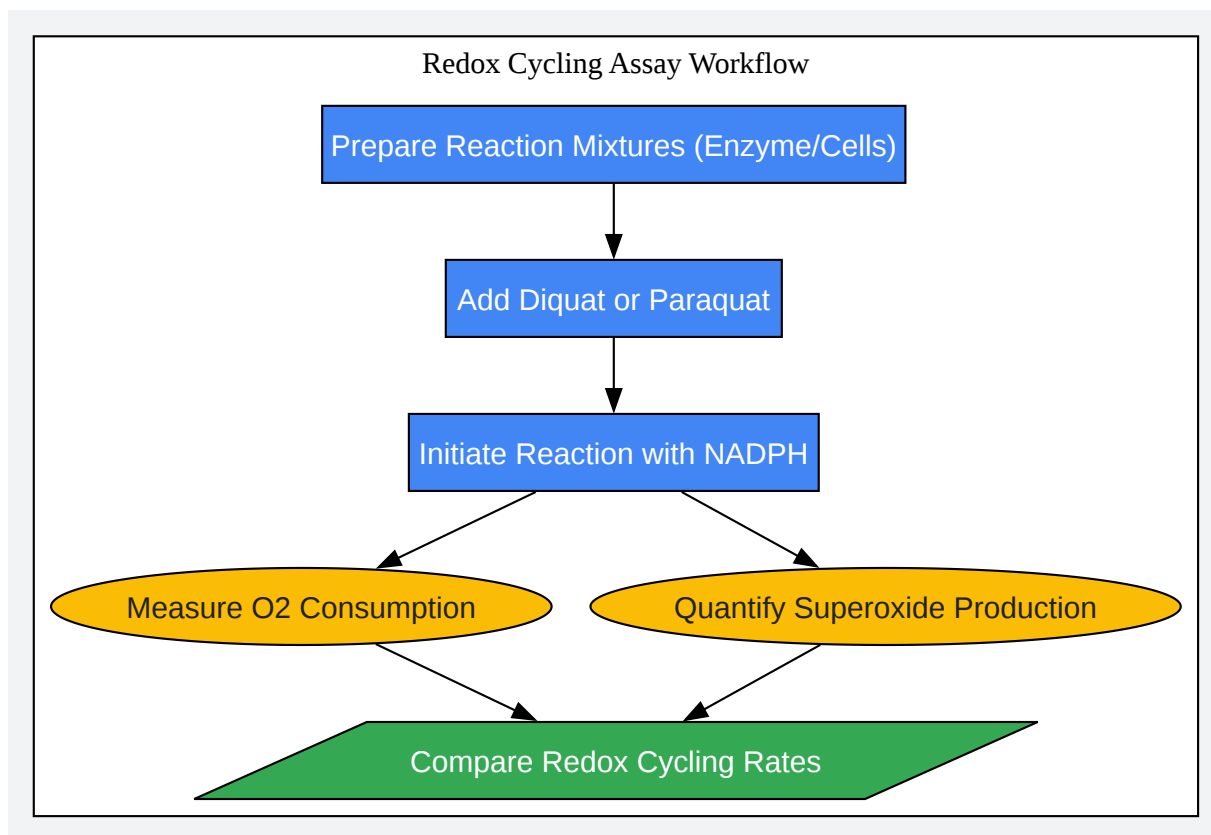 Redox Cycling Assay Workflow
Prepare Reaction Mixtures (Enzyme/Cells)
Add Diquat or Paraquat
Initiate Reaction with NADPH
Measure O2 Consumption
Quantify Superoxide Production
Compare Redox Cycling Rates